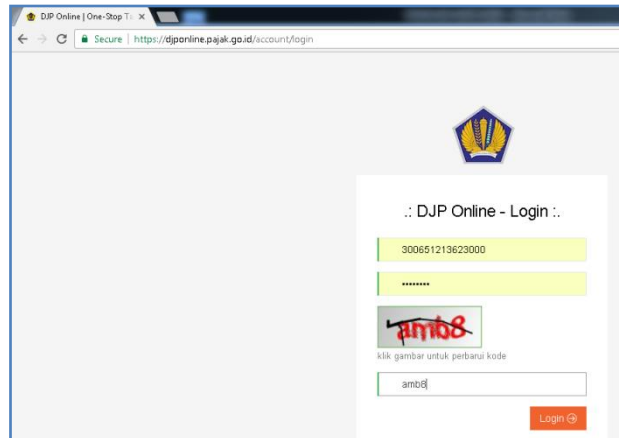 DJP Online | One-Stop Ta
Secure | https://djponline.pajak.go.id/account/login
.: DJP Online - Login :.
300651213623000
••••••••
amb8
klik gambar untuk perbarui kode
amb8
Login